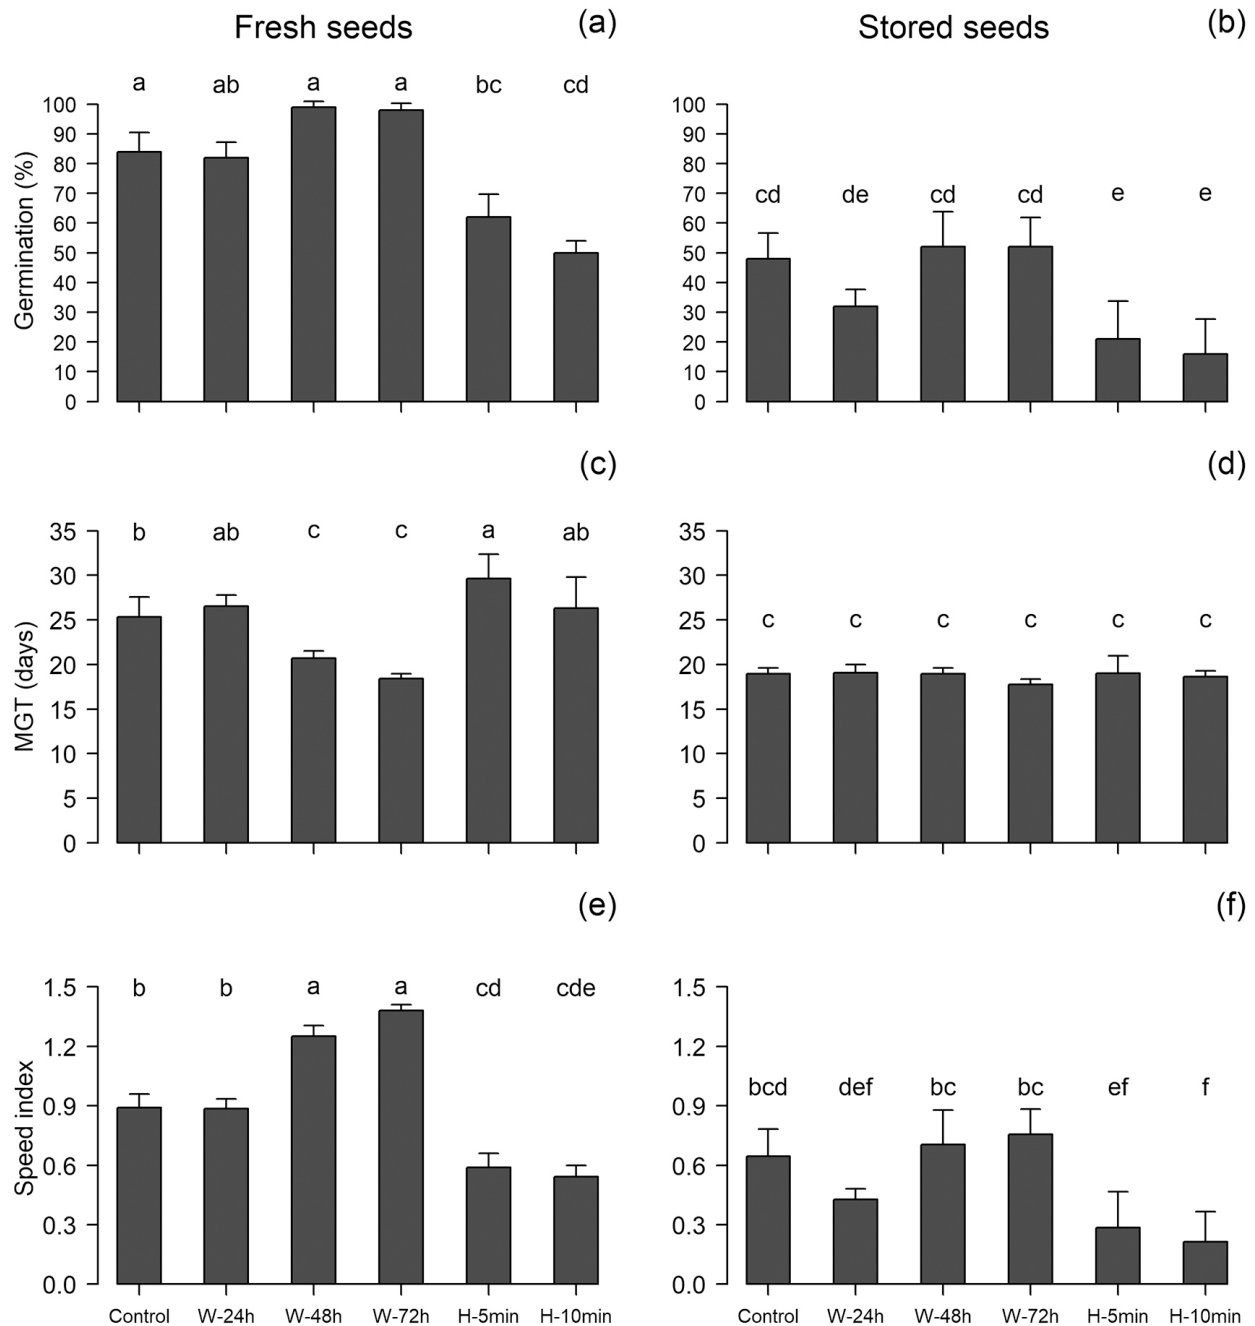 Fresh seeds (a) Stored seeds (b)
a ab a a bc cd
100 100
90 90
80 80
70 70
cd de cd cd e e
60 60
50 50
40 40
30 30
20 20
10 10
0 0
Germination (%)
(c) (d)
b ab c c a ab
35 35
30 30
25 25
c c c c c c
20 20
15 15
10 10
5 5
0 0
MGT (days)
(e) (f)
b b a a cd cde
1.5 1.5
1.2 1.2
bcd def bc bc ef f
0.9 0.9
0.6 0.6
0.3 0.3
0.0 0.0
Speed index
Control W-24h W-48h W-72h H-5min H-10min Control W-24h W-48h W-72h H-5min H-10min